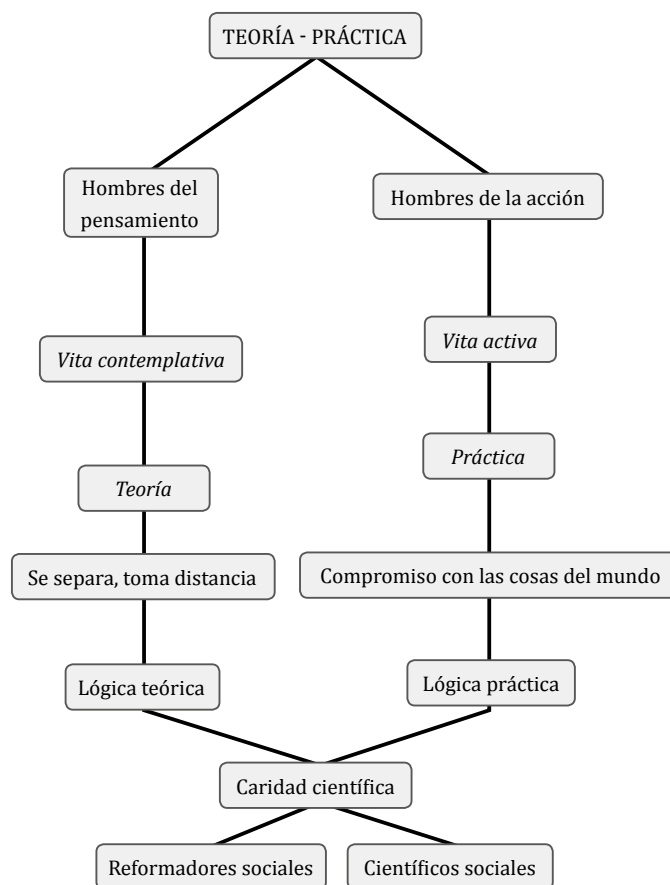 TEORÍA - PRÁCTICA
Hombres del
pensamiento
Hombres de la acción
Vita contemplativa
Vita activa
Teoría
Práctica
Se separa, toma distancia
Compromiso con las cosas del mundo
Lógica teórica
Lógica práctica
Caridad científica
Reformadores sociales
Científicos sociales